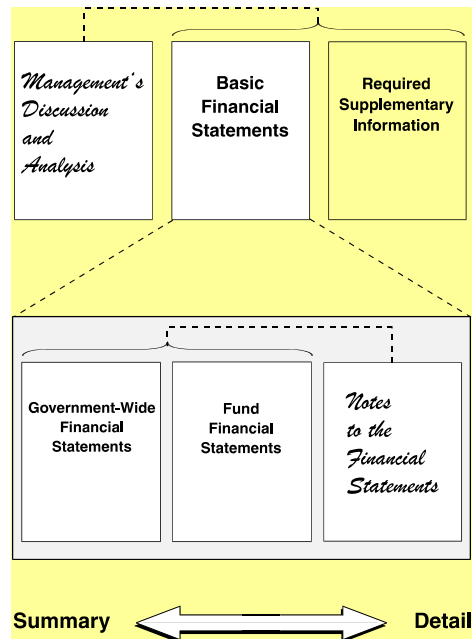 Management's
Discussion
and
Analysis
Basic
Financial
Statements
Required
Supplementary
Information
Government-Wide
Financial
Statements
Fund
Financial
Statements
Notes
to the
Financial
Statements
Summary
Detail